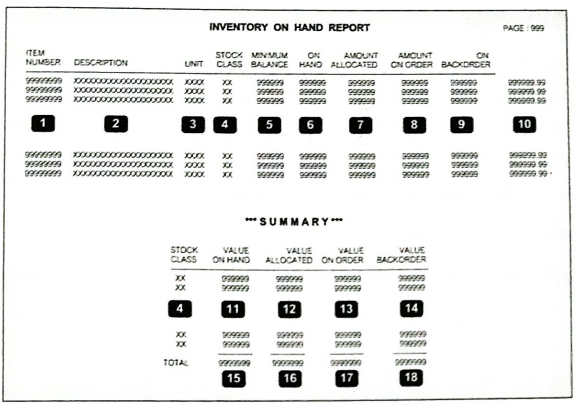 INVENTORY ON HAND REPORT PAGE : 999
ITEM NUMBER DESCRIPTION UNIT STOCK CLASS MINIMUM BALANCE ON HAND AMOUNT ALLOCATED AMOUNT ON ORDER ON BACKORDER
99999999 XXXXXXXXXXXXXXXXXXXX XXXX XX 999999 999999 999999 999999 999999 999999.99
99999999 XXXXXXXXXXXXXXXXXXXX XXXX XX 999999 999999 999999 999999 999999 999999.99
99999999 XXXXXXXXXXXXXXXXXXXX XXXX XX 999999 999999 999999 999999 999999 999999.99
1 2 3 4 5 6 7 8 9 10
99999999 XXXXXXXXXXXXXXXXXXXX XXXX XX 999999 999999 999999 999999 999999 999999.99
99999999 XXXXXXXXXXXXXXXXXXXX XXXX XX 999999 999999 999999 999999 999999 999999.99
99999999 XXXXXXXXXXXXXXXXXXXX XXXX XX 999999 999999 999999 999999 999999 999999.99
*** SUMMARY ***
STOCK CLASS VALUE ON HAND VALUE ALLOCATED VALUE ON ORDER VALUE BACKORDER
XX 999999 999999 999999 999999
XX 999999 999999 999999 999999
4 11 12 13 14
XX 999999 999999 999999 999999
XX 999999 999999 999999 999999
TOTAL 9999999 9999999 9999999 9999999
15 16 17 18